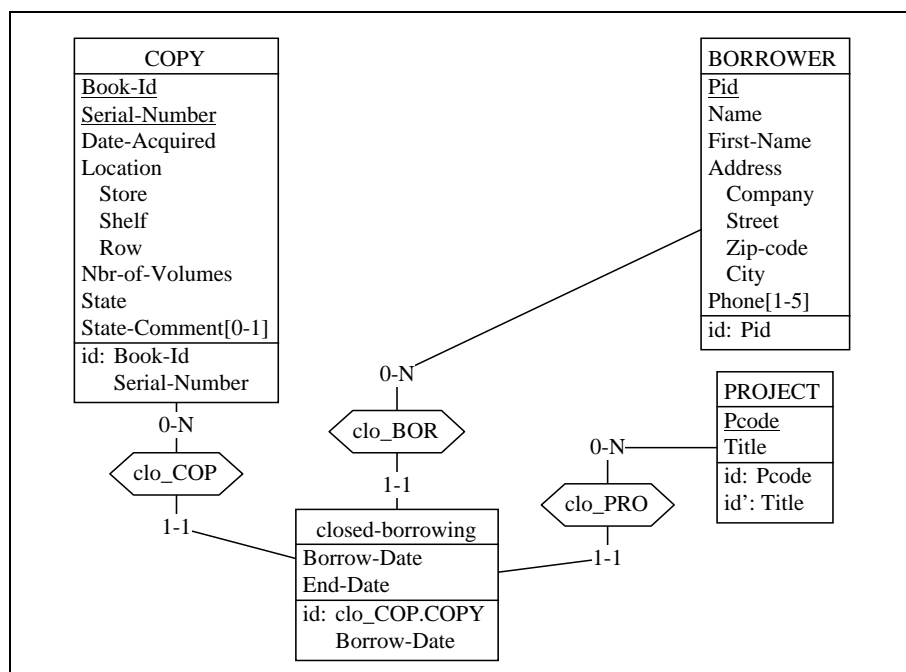 COPY
Book-Id
Serial-Number
Date-Acquired
Location
Store
Shelf
Row
Nbr-of-Volumes
State
State-Comment[0-1]
id: Book-Id
Serial-Number
BORROWER
Pid
Name
First-Name
Address
Company
Street
Zip-code
City
Phone[1-5]
id: Pid
PROJECT
Pcode
Title
id: Pcode
id’: Title
0-N
clo_COP
1-1
0-N
clo_BOR
1-1
0-N
clo_PRO
1-1
closed-borrowing
Borrow-Date
End-Date
id: clo_COP.COPY
Borrow-Date